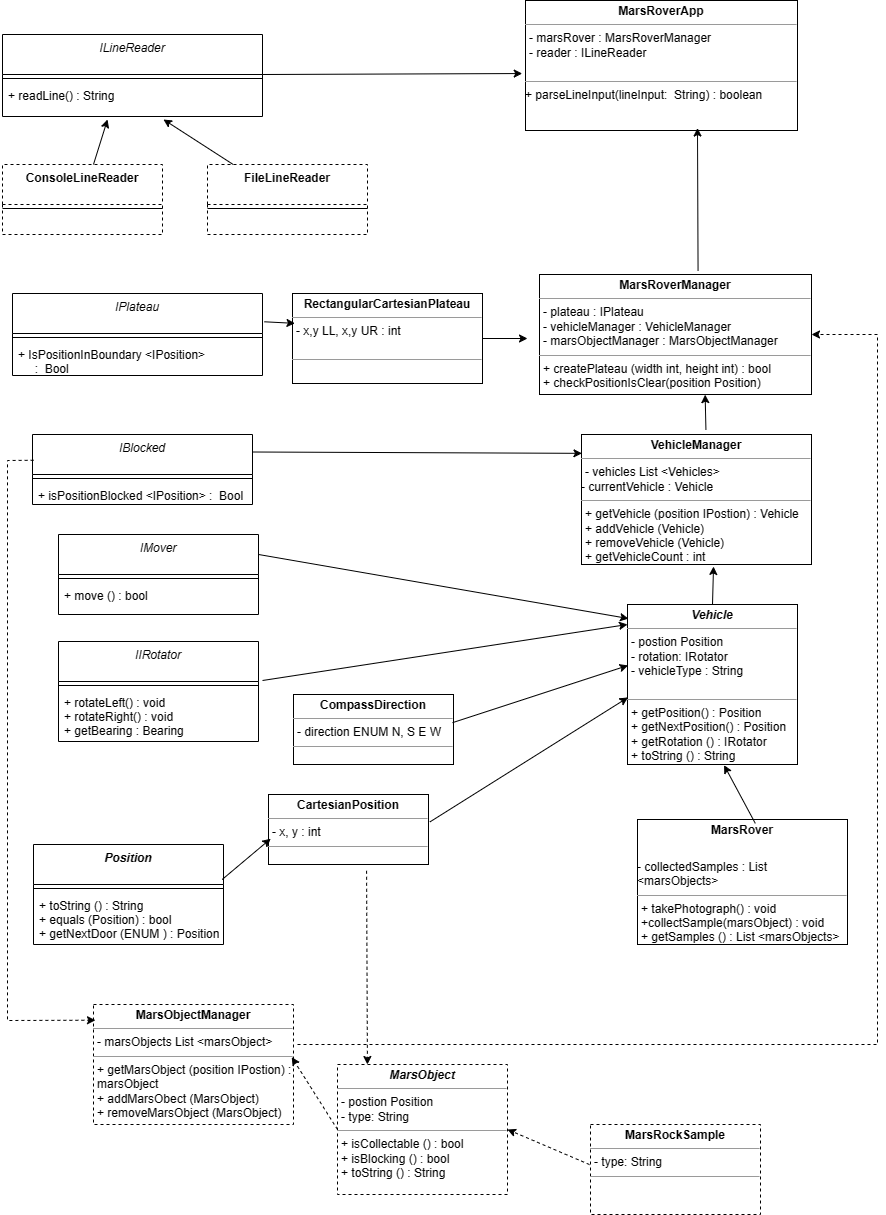 MarsRoverApp
- marsRover : MarsRoverManager
- reader : ILineReader
+ parseLineInput(lineInput: String) : boolean
ILineReader
+ readLine() : String
ConsoleLineReader
FileLineReader
MarsRoverManager
- plateau : IPlateau
- vehicleManager : VehicleManager
- marsObjectManager : MarsObjectManager
+ createPlateau (width int, height int) : bool
+ checkPositionIsClear(position Position)
IPlateau
+ IsPositionInBoundary <IPosition>
: Bool
RectangularCartesianPlateau
- x,y LL, x,y UR : int
IBlocked
+ isPositionBlocked <IPosition> : Bool
VehicleManager
- vehicles List <Vehicles>
- currentVehicle : Vehicle
+ getVehicle (position IPostion) : Vehicle
+ addVehicle (Vehicle)
+ removeVehicle (Vehicle)
+ getVehicleCount : int
IMover
+ move () : bool
Vehicle
- postion Position
- rotation: IRotator
- vehicleType : String
+ getPosition() : Position
+ getNextPosition() : Position
+ getRotation () : IRotator
+ toString () : String
IIRotator
+ rotateLeft() : void
+ rotateRight() : void
+ getBearing : Bearing
CompassDirection
- direction ENUM N, S E W
CartesianPosition
- x, y : int
Position
+ toString () : String
+ equals (Position) : bool
+ getNextDoor (ENUM ) : Position
MarsRover
- collectedSamples : List
<marsObjects>
+ takePhotograph() : void
+collectSample(marsObject) : void
+ getSamples () : List <marsObjects>
MarsObjectManager
- marsObjects List <marsObject>
+ getMarsObject (position IPostion) :
marsObject
+ addMarsObect (MarsObject)
+ removeMarsObject (MarsObject)
MarsObject
- postion Position
- type: String
+ isCollectable () : bool
+ isBlocking () : bool
+ toString () : String
MarsRockSample
- type: String